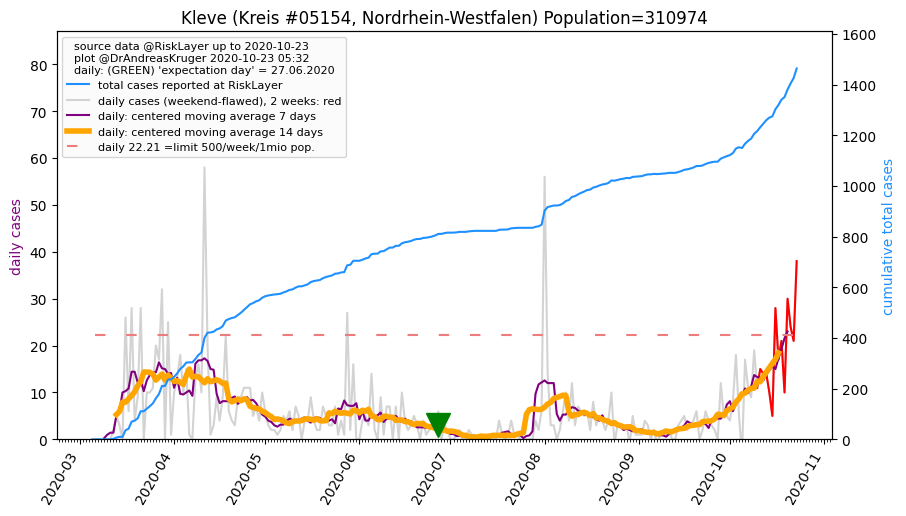 Kleve (Kreis #05154, Nordrhein-Westfalen) Population=310974
source data @RiskLayer up to 2020-10-23
plot @DrAndreasKruger 2020-10-23 05:32
daily: (GREEN) 'expectation day' = 27.06.2020
total cases reported at RiskLayer
daily cases (weekend-flawed), 2 weeks: red
daily: centered moving average 7 days
daily: centered moving average 14 days
daily 22.21 =limit 500/week/1mio pop.
daily cases
80
70
60
50
40
30
20
10
0
cumulative total cases
1600
1400
1200
1000
800
600
400
200
0
2020-03
2020-04
2020-05
2020-06
2020-07
2020-08
2020-09
2020-10
2020-11